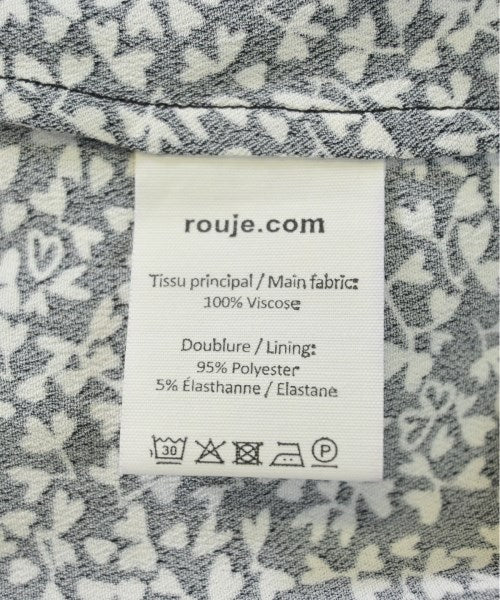 rouje.com
Tissu principal / Main fabric:
100% Viscose
Doublure / Lining:
95% Polyester
5% Élasthanne / Elastane
30 P